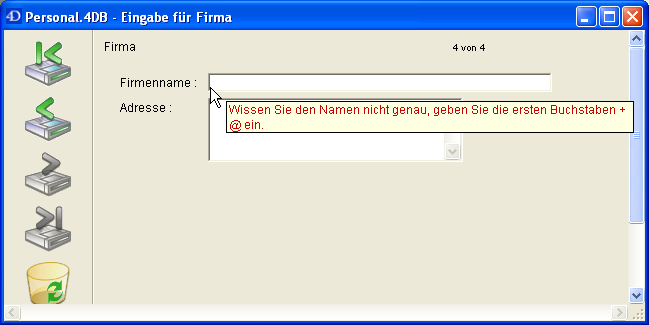 Personal.4DB - Eingabe für Firma
Firma 4 von 4
Firmenname :
Adresse :
Wissen Sie den Namen nicht genau, geben Sie die ersten Buchstaben +
@ ein.